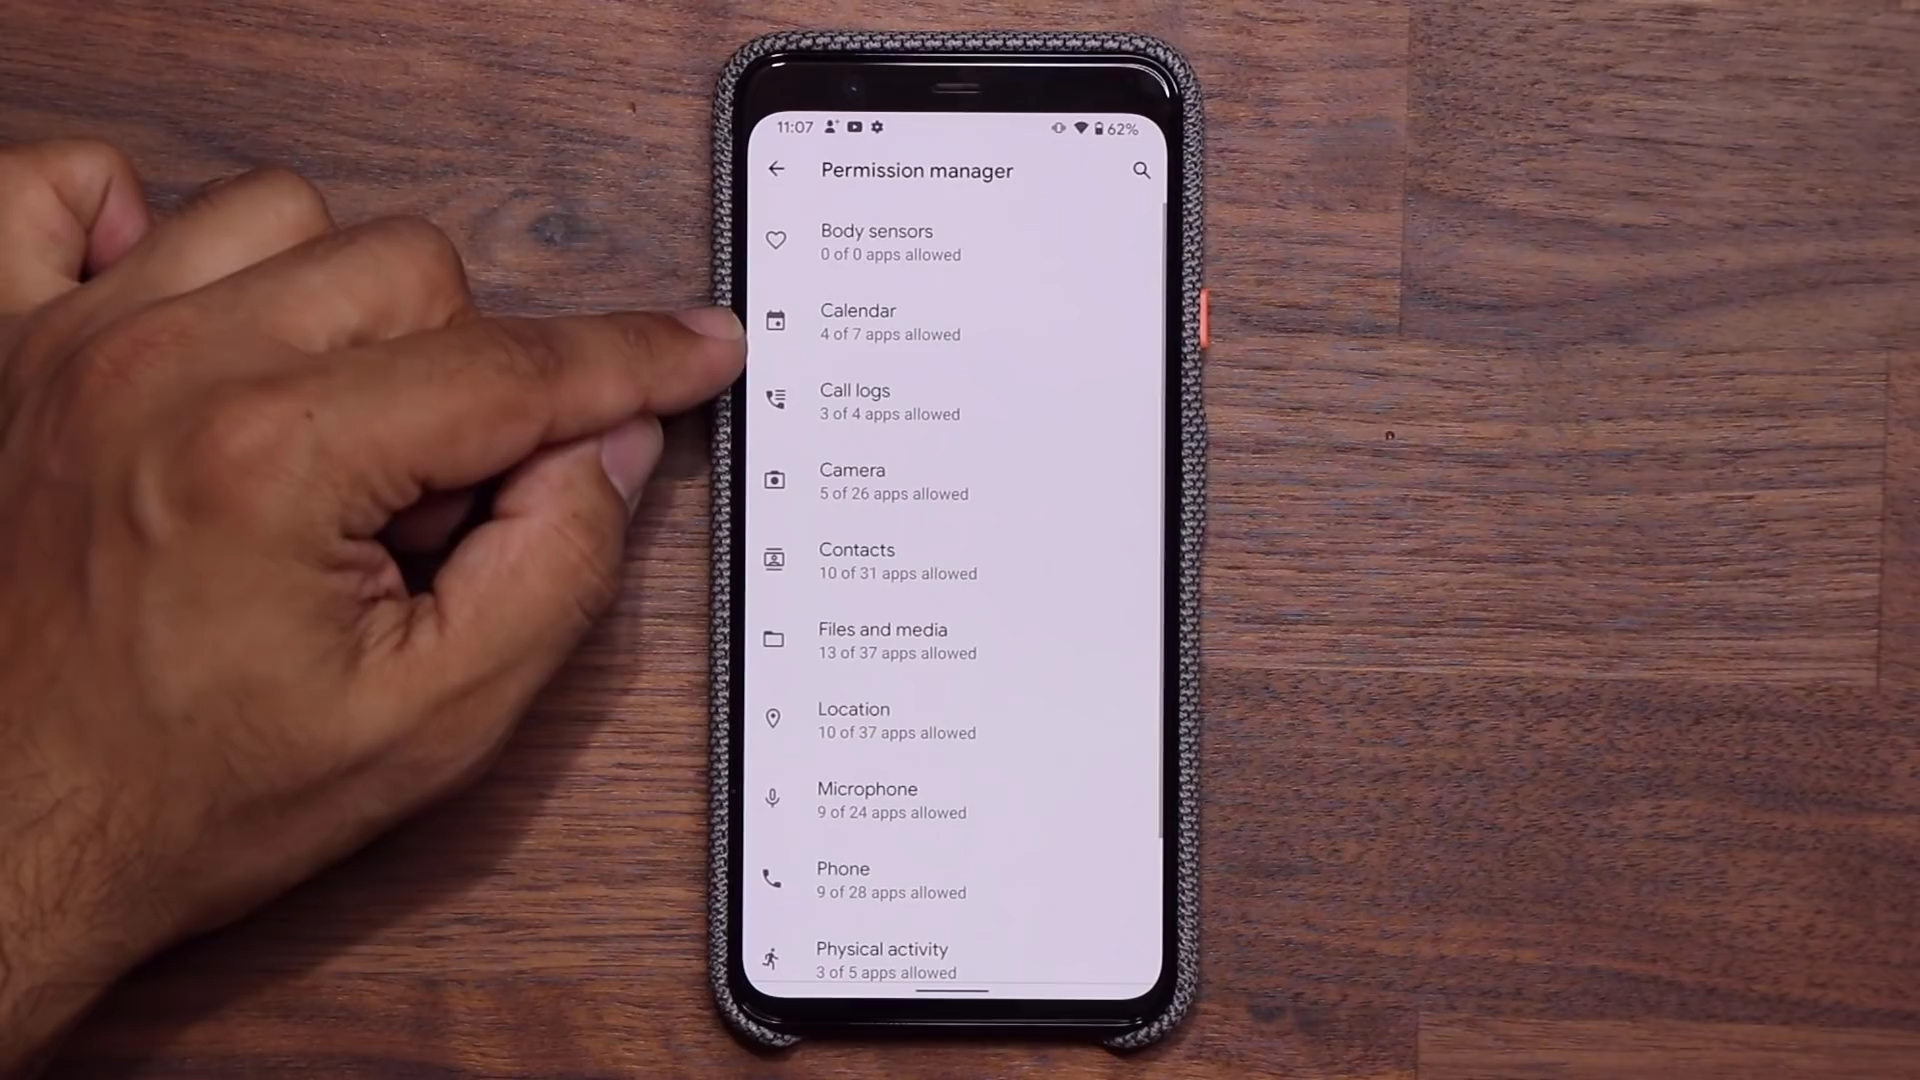 11:07 62%
Permission manager
Body sensors
0 of 0 apps allowed
Calendar
4 of 7 apps allowed
Call logs
3 of 4 apps allowed
Camera
5 of 26 apps allowed
Contacts
10 of 31 apps allowed
Files and media
13 of 37 apps allowed
Location
10 of 37 apps allowed
Microphone
9 of 24 apps allowed
Phone
9 of 28 apps allowed
Physical activity
3 of 5 apps allowed